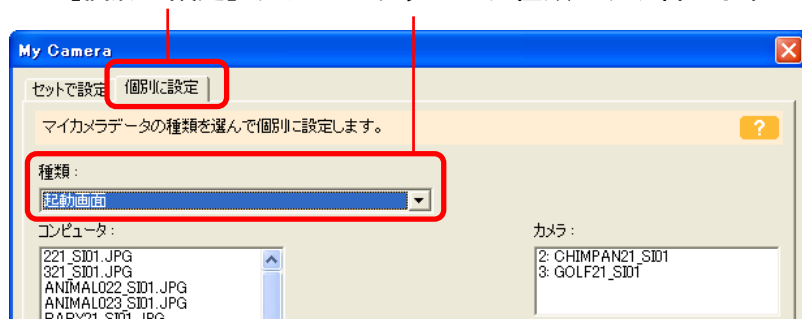 My Camera
セットで設定 個別に設定
マイカメラデータの種類を選んで個別に設定します。
?
種類:
起動画面
コンピュータ: カメラ:
221_SI01.JPG 2: CHIMPAN21_SI01
321_SI01.JPG 3: GOLF21_SI01
ANIMAL022_SI01.JPG
ANIMAL023_SI01.JPG
BABY21_SI01.JPG